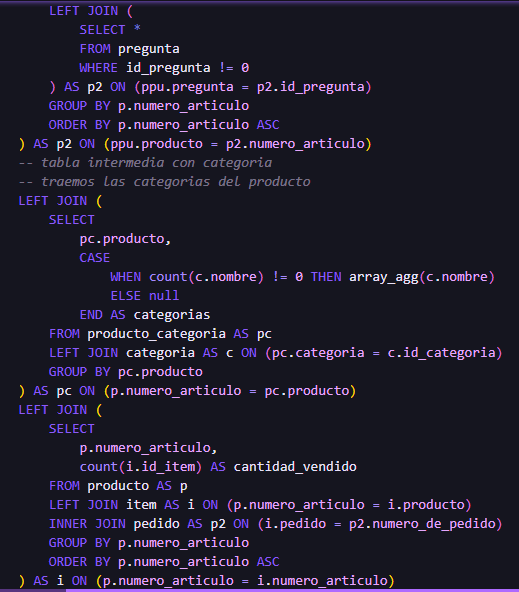 LEFT JOIN (
SELECT *
FROM pregunta
WHERE id_pregunta != 0
) AS p2 ON (ppu.pregunta = p2.id_pregunta)
GROUP BY p.numero_articulo
ORDER BY p.numero_articulo ASC
) AS p2 ON (ppu.producto = p2.numero_articulo)
-- tabla intermedia con categoria
-- traemos las categorias del producto
LEFT JOIN (
SELECT
pc.producto,
CASE
WHEN count(c.nombre) != 0 THEN array_agg(c.nombre)
ELSE null
END AS categorias
FROM producto_categoria AS pc
LEFT JOIN categoria AS c ON (pc.categoria = c.id_categoria)
GROUP BY pc.producto
) AS pc ON (p.numero_articulo = pc.producto)
LEFT JOIN (
SELECT
p.numero_articulo,
count(i.id_item) AS cantidad_vendido
FROM producto AS p
LEFT JOIN item AS i ON (p.numero_articulo = i.producto)
INNER JOIN pedido AS p2 ON (i.pedido = p2.numero_de_pedido)
GROUP BY p.numero_articulo
ORDER BY p.numero_articulo ASC
) AS i ON (p.numero_articulo = i.numero_articulo)